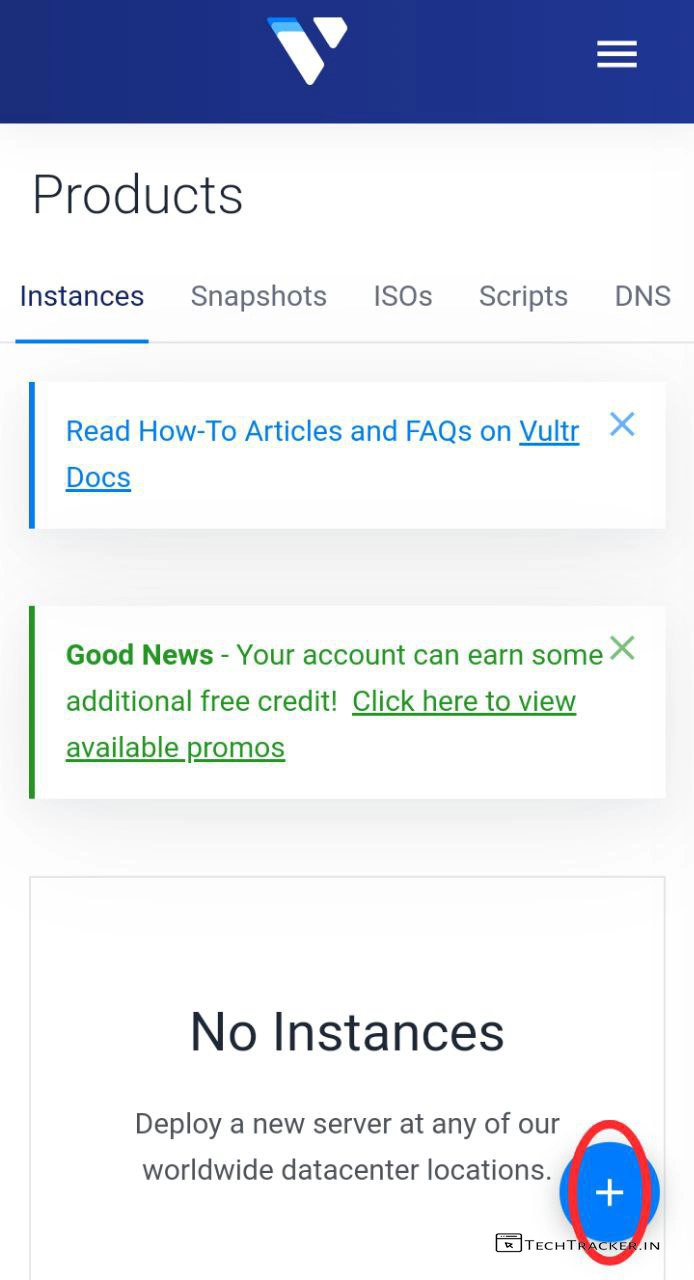 Products
Instances Snapshots ISOs Scripts DNS
Read How-To Articles and FAQs on Vultr
Docs
Good News - Your account can earn some
additional free credit! Click here to view
available promos
No Instances
Deploy a new server at any of our
worldwide datacenter locations.
+
TECHTRACKER.IN